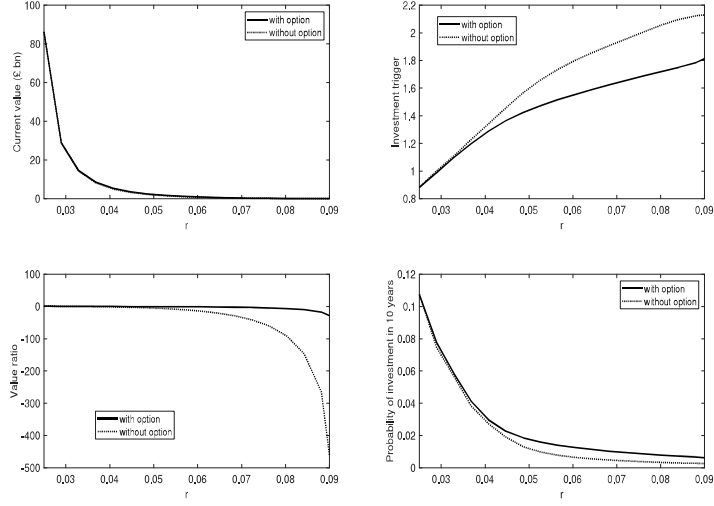 100
80
60
40
20
0
Current value (£ bn)
with option
without option
0.03 0.04 0.05 0.06 0.07 0.08 0.09
r
2.2
2
1.8
1.6
1.4
1.2
1
0.8
Investment trigger
with option
without option
0.03 0.04 0.05 0.06 0.07 0.08 0.09
r
100
0
-100
-200
-300
-400
-500
Value ratio
with option
without option
0.03 0.04 0.05 0.06 0.07 0.08 0.09
r
0.12
0.1
0.08
0.06
0.04
0.02
0
Probability of investment in 10 years
with option
without option
0.03 0.04 0.05 0.06 0.07 0.08 0.09
r